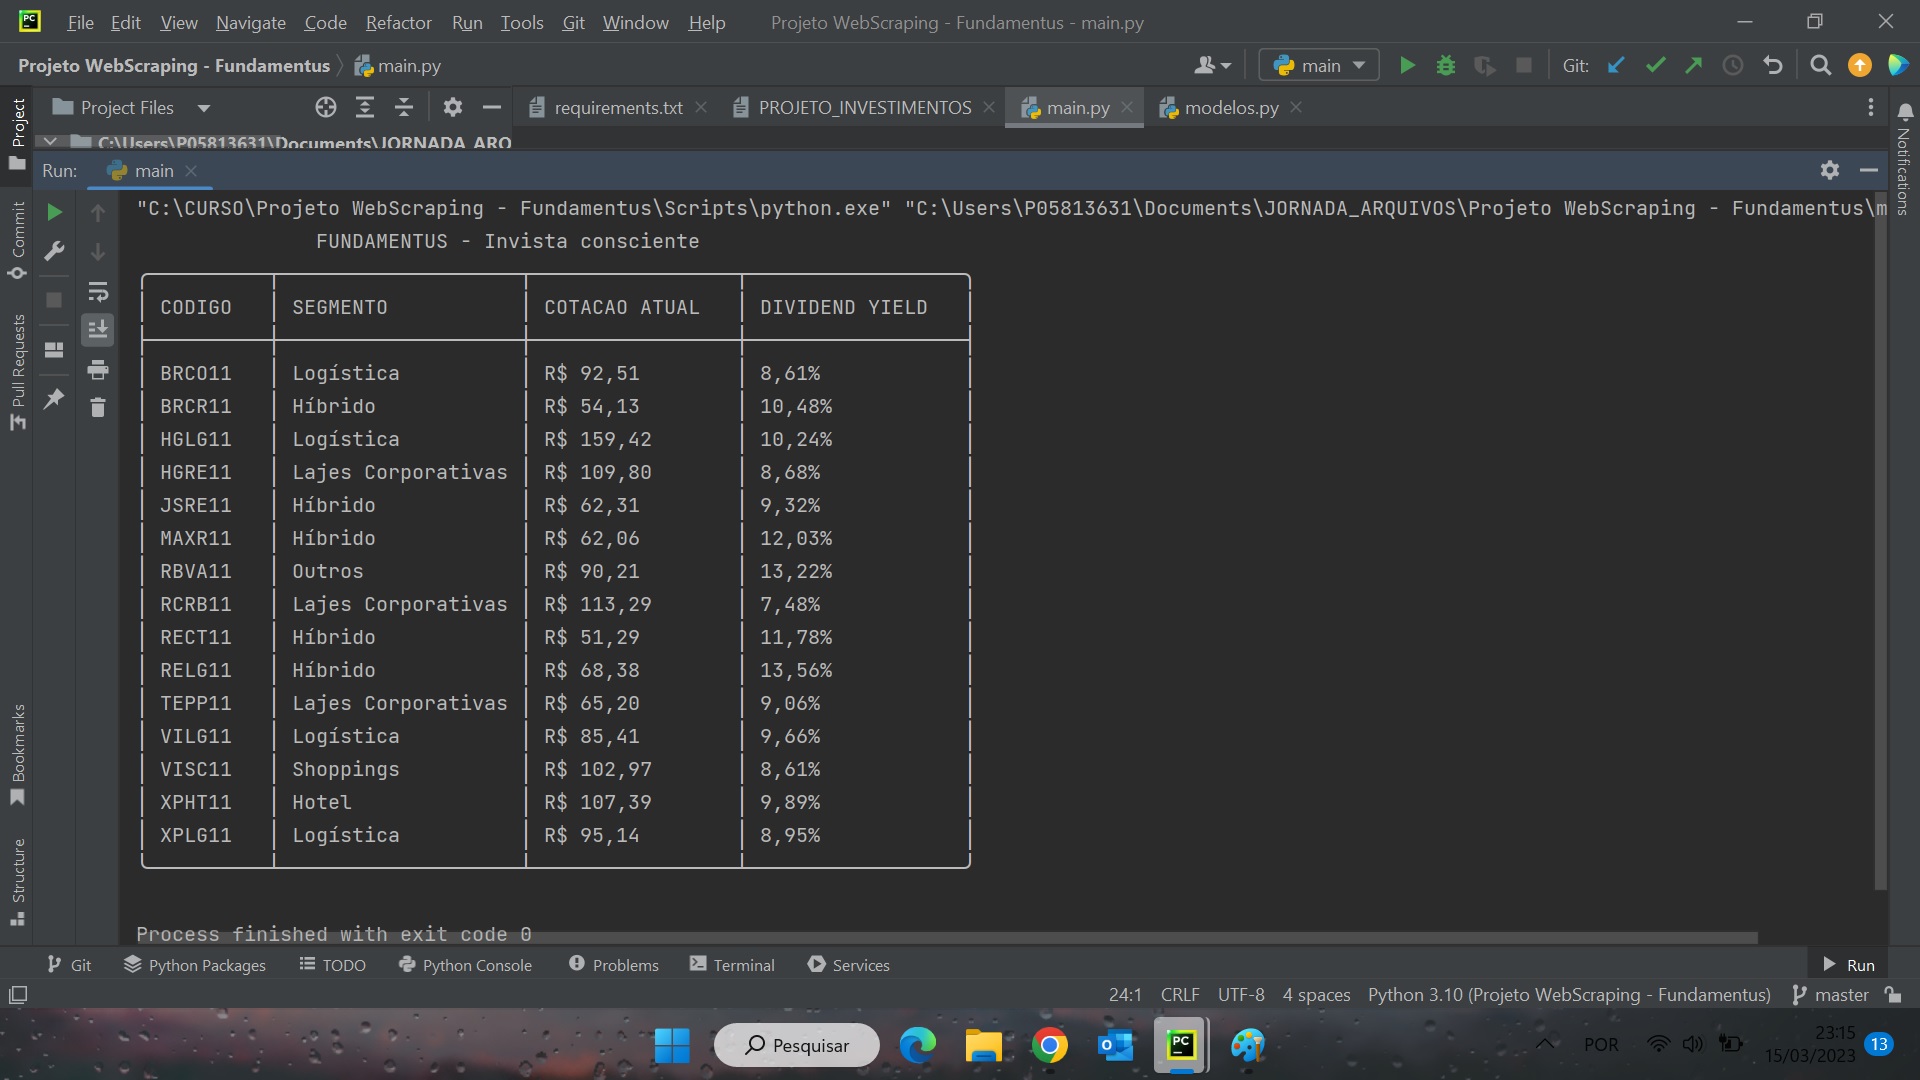 PC File Edit View Navigate Code Refactor Run Tools Git Window Help Projeto WebScraping - Fundamentus - main.py
Projeto WebScraping - Fundamentus main.py main Git:
Project Files requirements.txt PROJETO_INVESTIMENTOS main.py modelos.py
C:\Users\P05813631\Documents\JORNADA_ARQ
Run: main
"C:\CURSO\Projeto WebScraping - Fundamentus\Scripts\python.exe" "C:\Users\P05813631\Documents\JORNADA_ARQUIVOS\Projeto WebScraping - Fundamentus\m
FUNDAMENTUS - Invista consciente
CODIGO SEGMENTO COTACAO ATUAL DIVIDEND YIELD
BRCO11 Logística R$ 92,51 8,61%
BRCR11 Híbrido R$ 54,13 10,48%
HGLG11 Logística R$ 159,42 10,24%
HGRE11 Lajes Corporativas R$ 109,80 8,68%
JSRE11 Híbrido R$ 62,31 9,32%
MAXR11 Híbrido R$ 62,06 12,03%
RBVA11 Outros R$ 90,21 13,22%
RCRB11 Lajes Corporativas R$ 113,29 7,48%
RECT11 Híbrido R$ 51,29 11,78%
RELG11 Híbrido R$ 68,38 13,56%
TEPP11 Lajes Corporativas R$ 65,20 9,06%
VILG11 Logística R$ 85,41 9,66%
VISC11 Shoppings R$ 102,97 8,61%
XPHT11 Hotel R$ 107,39 9,89%
XPLG11 Logística R$ 95,14 8,95%
Process finished with exit code 0
Project
Commit
Pull Requests
Bookmarks
Structure
Notifications
Git Python Packages TODO Python Console Problems Terminal Services Run
24:1 CRLF UTF-8 4 spaces Python 3.10 (Projeto WebScraping - Fundamentus) master
Pesquisar PC POR 23:15
15/03/2023 13